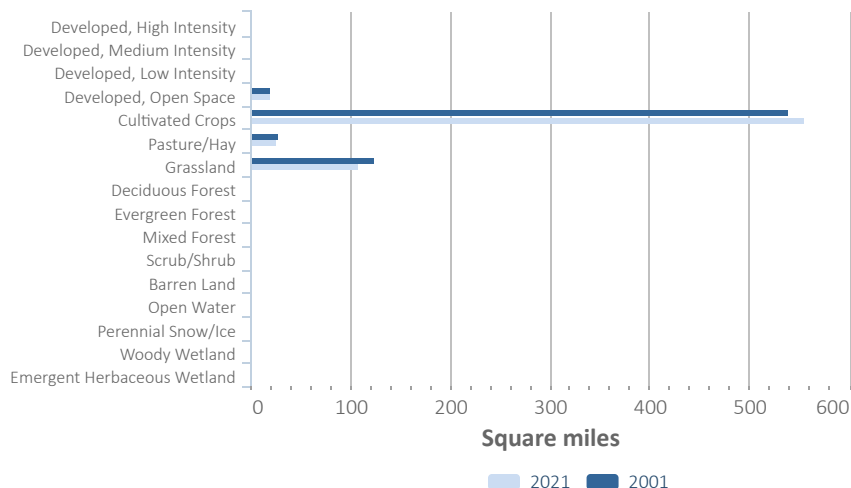 Developed, High Intensity
Developed, Medium Intensity
Developed, Low Intensity
Developed, Open Space
Cultivated Crops
Pasture/Hay
Grassland
Deciduous Forest
Evergreen Forest
Mixed Forest
Scrub/Shrub
Barren Land
Open Water
Perennial Snow/Ice
Woody Wetland
Emergent Herbaceous Wetland
0 100 200 300 400 500 600
Square miles
2021 2001